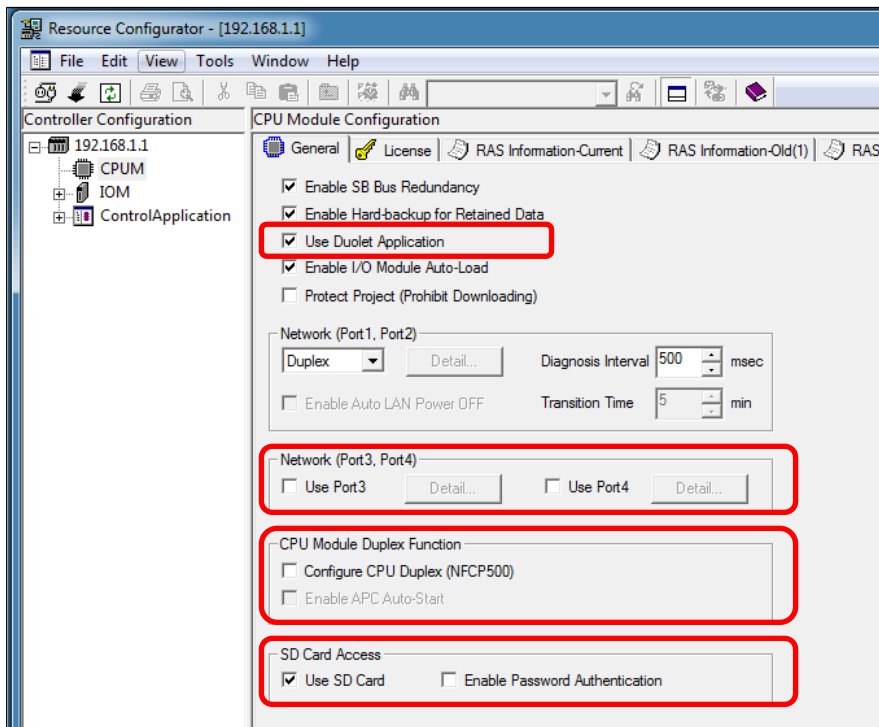 Resource Configurator - [192.168.1.1]
File Edit View Tools Window Help
Controller Configuration
CPU Module Configuration
192.168.1.1
CPUM
IOM
ControlApplication
General License RAS Information-Current RAS Information-Old(1) RAS
Enable SB Bus Redundancy
Enable Hard-backup for Retained Data
Use Duolet Application
Enable I/O Module Auto-Load
Protect Project (Prohibit Downloading)
Network (Port1, Port2)
Duplex Detail... Diagnosis Interval 500 msec
Enable Auto LAN Power OFF Transition Time 5 min
Network (Port3, Port4)
Use Port3 Detail... Use Port4 Detail...
CPU Module Duplex Function
Configure CPU Duplex (NFCP500)
Enable APC Auto-Start
SD Card Access
Use SD Card Enable Password Authentication